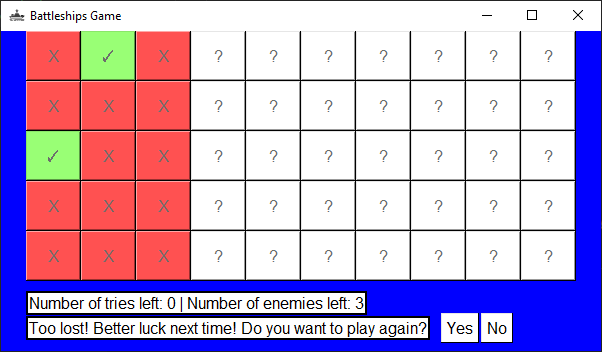 Battleships Game
X ✓ X ? ? ? ? ? ? ?
X X X ? ? ? ? ? ? ?
✓ X X ? ? ? ? ? ? ?
X X X ? ? ? ? ? ? ?
X X X ? ? ? ? ? ? ?
Number of tries left: 0 | Number of enemies left: 3
Too lost! Better luck next time! Do you want to play again? Yes No